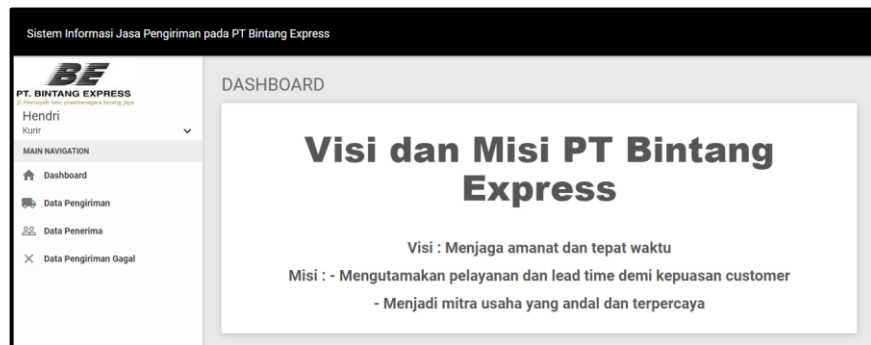 Sistem Informasi Jasa Pengiriman pada PT Bintang Express
BE
PT. BINTANG EXPRESS
Hendri
Kurir
MAIN NAVIGATION
Dashboard
Data Pengiriman
Data Penerima
Data Pengiriman Gagal
DASHBOARD
Visi dan Misi PT Bintang
Express
Visi : Menjaga amanat dan tepat waktu
Misi : - Mengutamakan pelayanan dan lead time demi kepuasan customer
- Menjadi mitra usaha yang andal dan terpercaya